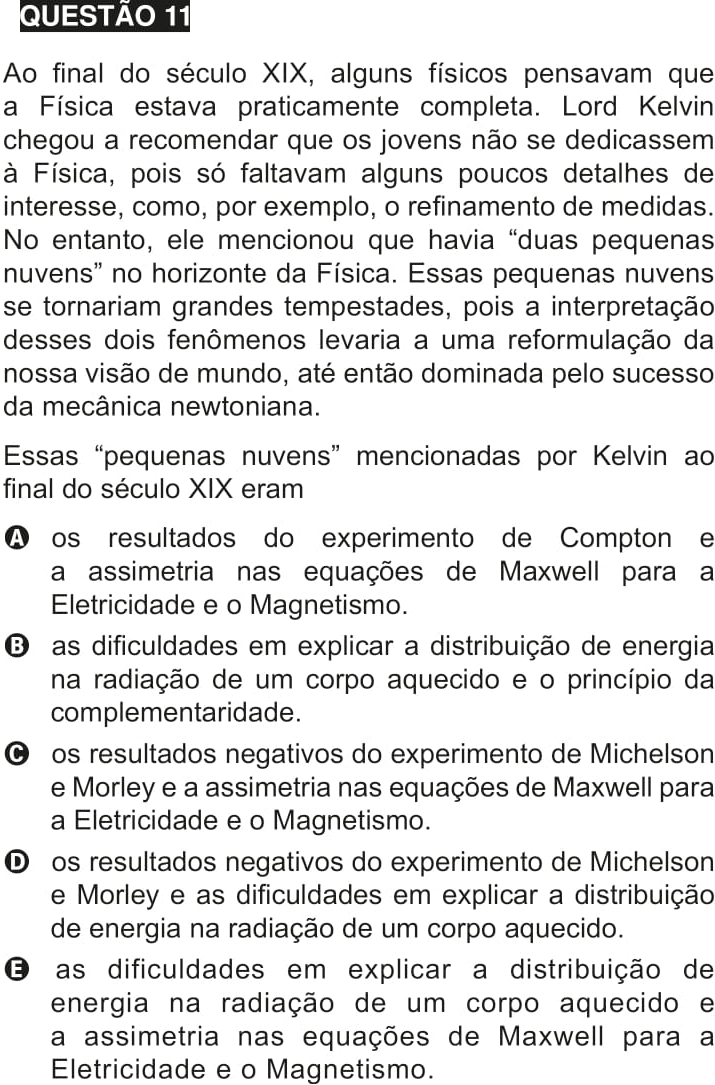 QUESTÃO 11
Ao final do século XIX, alguns físicos pensavam que
a Física estava praticamente completa. Lord Kelvin
chegou a recomendar que os jovens não se dedicassem
à Física, pois só faltavam alguns poucos detalhes de
interesse, como, por exemplo, o refinamento de medidas.
No entanto, ele mencionou que havia “duas pequenas
nuvens” no horizonte da Física. Essas pequenas nuvens
se tornariam grandes tempestades, pois a interpretação
desses dois fenômenos levaria a uma reformulação da
nossa visão de mundo, até então dominada pelo sucesso
da mecânica newtoniana.
Essas “pequenas nuvens” mencionadas por Kelvin ao
final do século XIX eram
A os resultados do experimento de Compton e
a assimetria nas equações de Maxwell para a
Eletricidade e o Magnetismo.
B as dificuldades em explicar a distribuição de energia
na radiação de um corpo aquecido e o princípio da
complementaridade.
C os resultados negativos do experimento de Michelson
e Morley e a assimetria nas equações de Maxwell para
a Eletricidade e o Magnetismo.
D os resultados negativos do experimento de Michelson
e Morley e as dificuldades em explicar a distribuição
de energia na radiação de um corpo aquecido.
E as dificuldades em explicar a distribuição de
energia na radiação de um corpo aquecido e
a assimetria nas equações de Maxwell para a
Eletricidade e o Magnetismo.